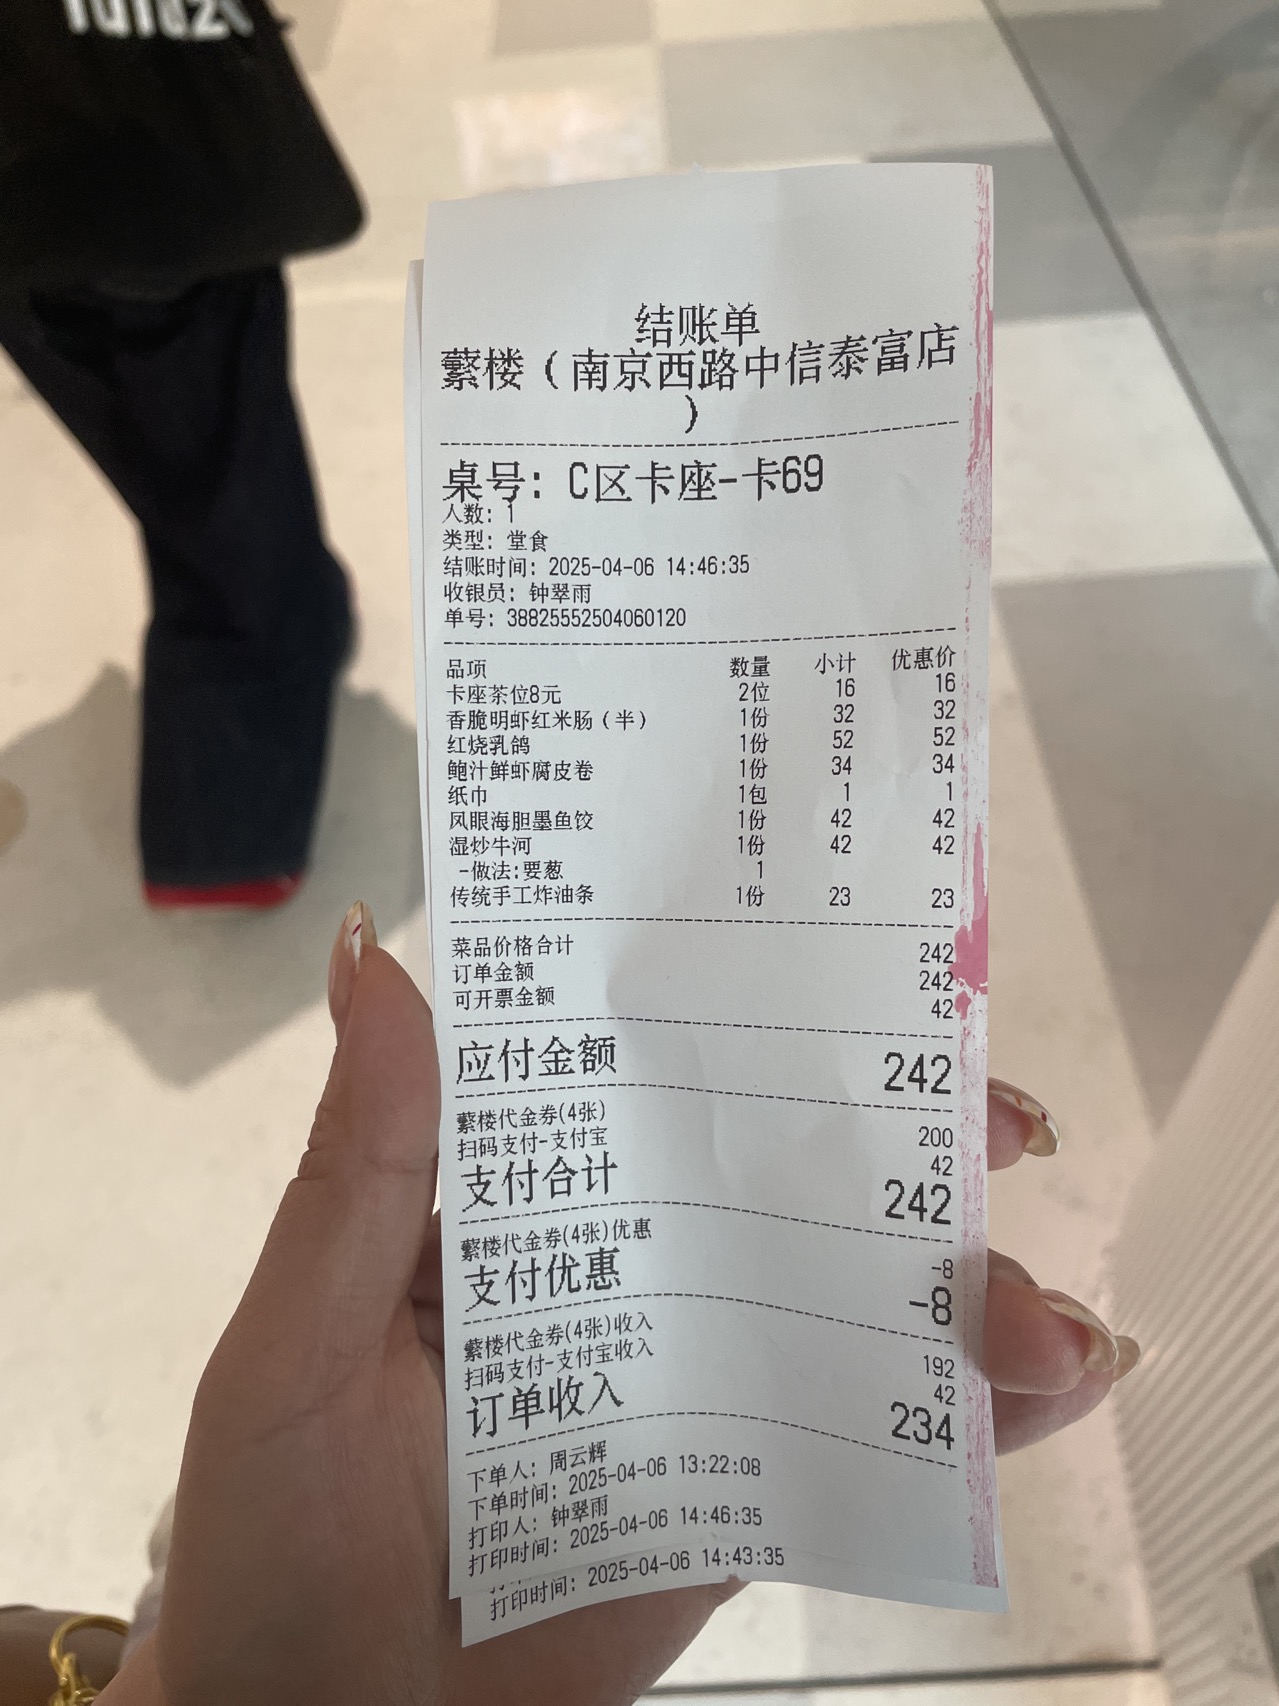 结账单
蘩楼（南京西路中信泰富店
）
桌号: C区卡座-卡69
人数: 1
类型: 堂食
结账时间: 2025-04-06 14:46:35
收银员: 钟翠雨
单号: 38825552504060120
品项 数量 小计 优惠价
卡座茶位8元 2位 16 16
香脆明虾红米肠（半） 1份 32 32
红烧乳鸽 1份 52 52
鲍汁鲜虾腐皮卷 1份 34 34
纸巾 1包 1 1
凤眼海胆墨鱼饺 1份 42 42
湿炒牛河 1份 42 42
-做法:要葱 1
传统手工炸油条 1份 23 23
菜品价格合计 242
订单金额 242
可开票金额 42
应付金额 242
蘩楼代金券(4张) 200
扫码支付-支付宝 42
支付合计 242
蘩楼代金券(4张)优惠 -8
支付优惠 -8
蘩楼代金券(4张)收入 192
扫码支付-支付宝收入 42
订单收入 234
下单人: 周云辉
下单时间: 2025-04-06 13:22:08
打印人: 钟翠雨
打印时间: 2025-04-06 14:46:35
打印时间: 2025-04-06 14:43:35